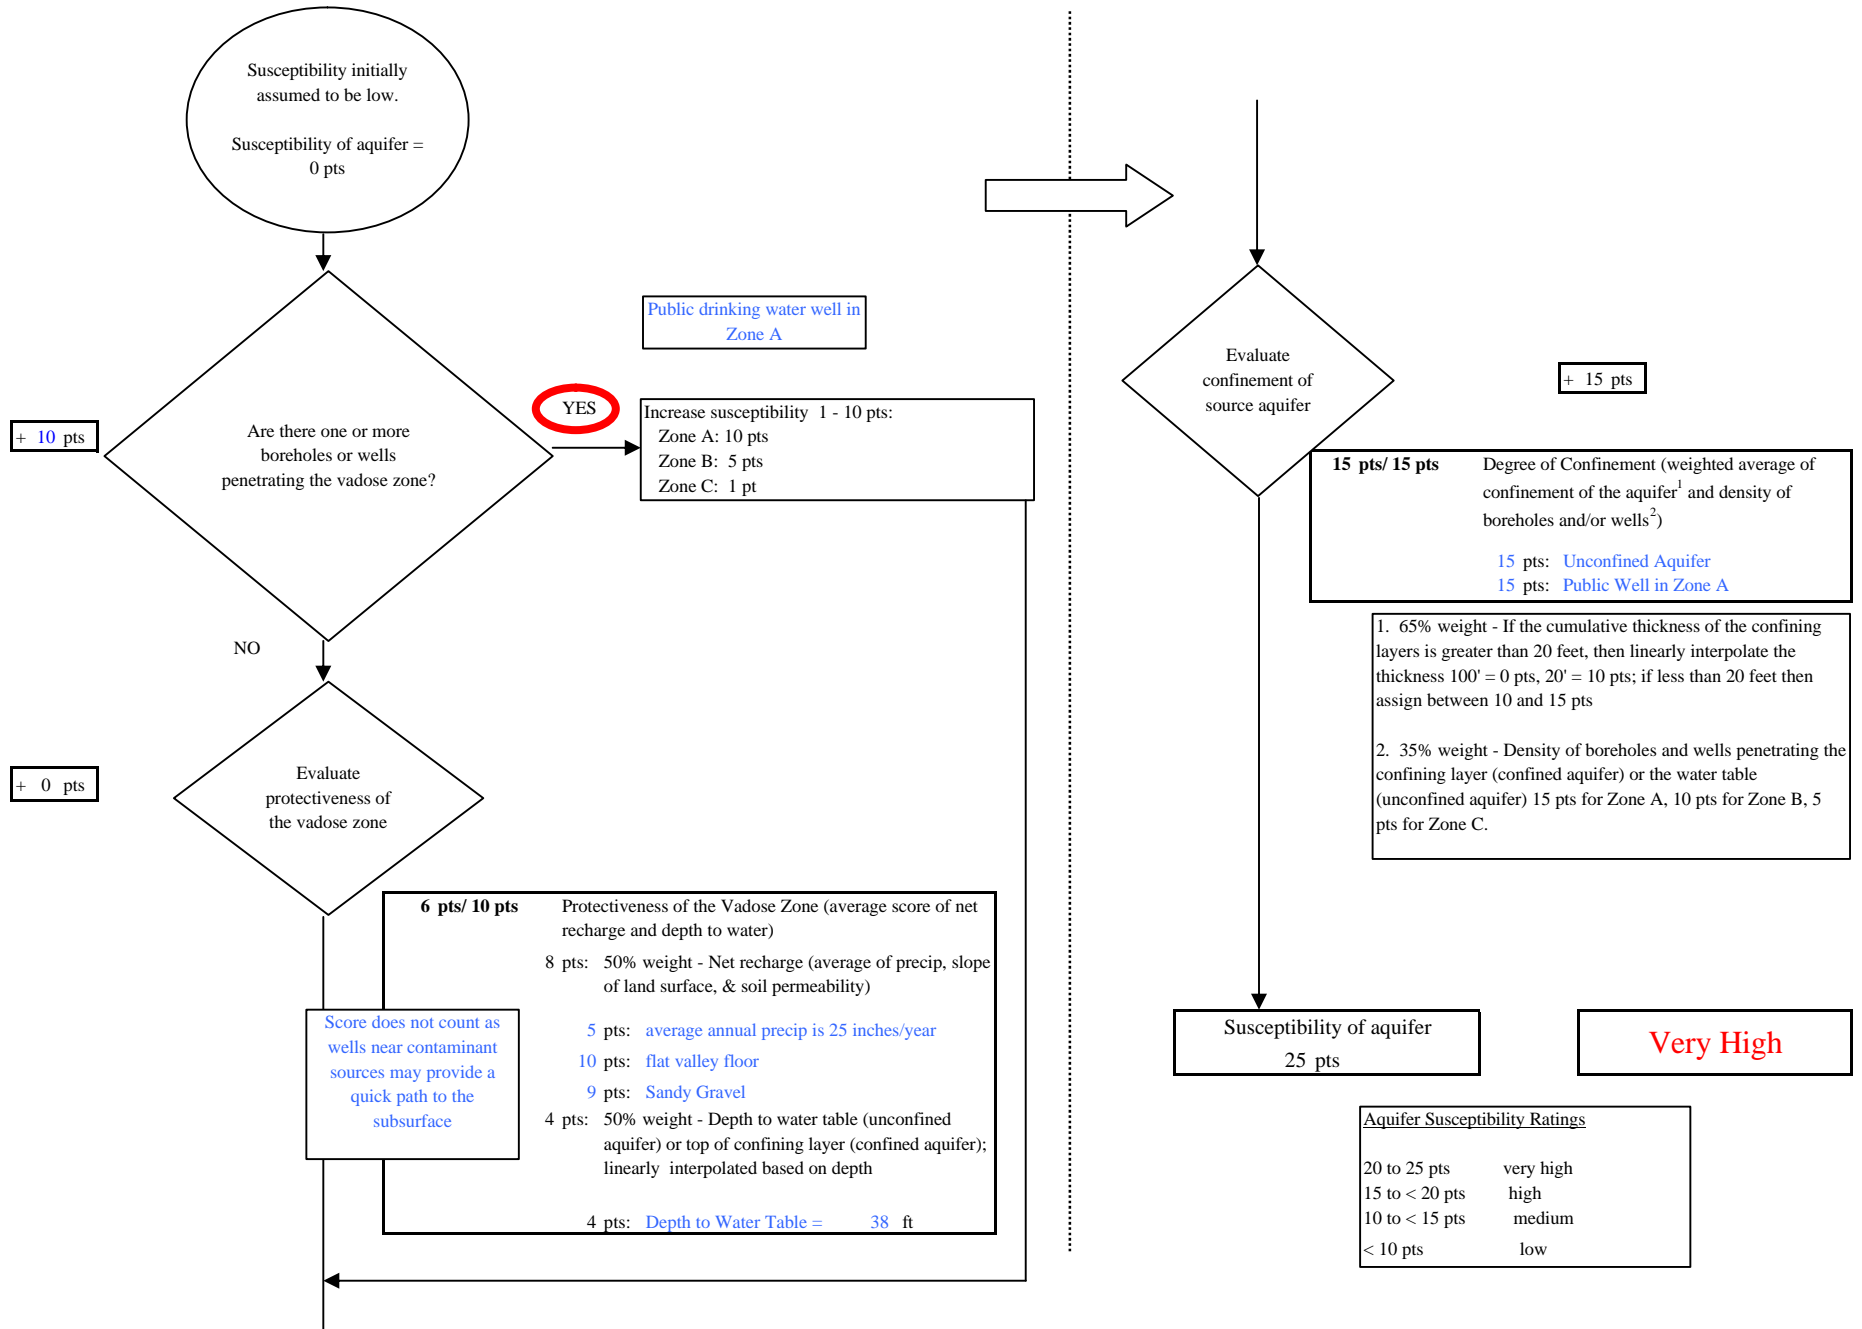 Susceptibility initially
assumed to be low.
Susceptibility of aquifer =
0 pts
Public drinking water well in
Zone A
+ 10 pts
Are there one or more
boreholes or wells
penetrating the vadose zone?
YES
Increase susceptibility 1 - 10 pts:
Zone A: 10 pts
Zone B: 5 pts
Zone C: 1 pt
NO
+ 0 pts
Evaluate
protectiveness of
the vadose zone
6 pts/ 10 pts Protectiveness of the Vadose Zone (average score of net
recharge and depth to water)
8 pts: 50% weight - Net recharge (average of precip, slope
of land surface, & soil permeability)
5 pts: average annual precip is 25 inches/year
10 pts: flat valley floor
9 pts: Sandy Gravel
4 pts: 50% weight - Depth to water table (unconfined
aquifer) or top of confining layer (confined aquifer);
linearly interpolated based on depth
4 pts: Depth to Water Table = 38 ft
Score does not count as
wells near contaminant
sources may provide a
quick path to the
subsurface
Evaluate
confinement of
source aquifer
+ 15 pts
15 pts/ 15 pts Degree of Confinement (weighted average of
confinement of the aquifer1 and density of
boreholes and/or wells2)
15 pts: Unconfined Aquifer
15 pts: Public Well in Zone A
1. 65% weight - If the cumulative thickness of the confining
layers is greater than 20 feet, then linearly interpolate the
thickness 100' = 0 pts, 20' = 10 pts; if less than 20 feet then
assign between 10 and 15 pts
2. 35% weight - Density of boreholes and wells penetrating the
confining layer (confined aquifer) or the water table
(unconfined aquifer) 15 pts for Zone A, 10 pts for Zone B, 5
pts for Zone C.
Susceptibility of aquifer
25 pts
Very High
Aquifer Susceptibility Ratings
20 to 25 pts very high
15 to < 20 pts high
10 to < 15 pts medium
< 10 pts low